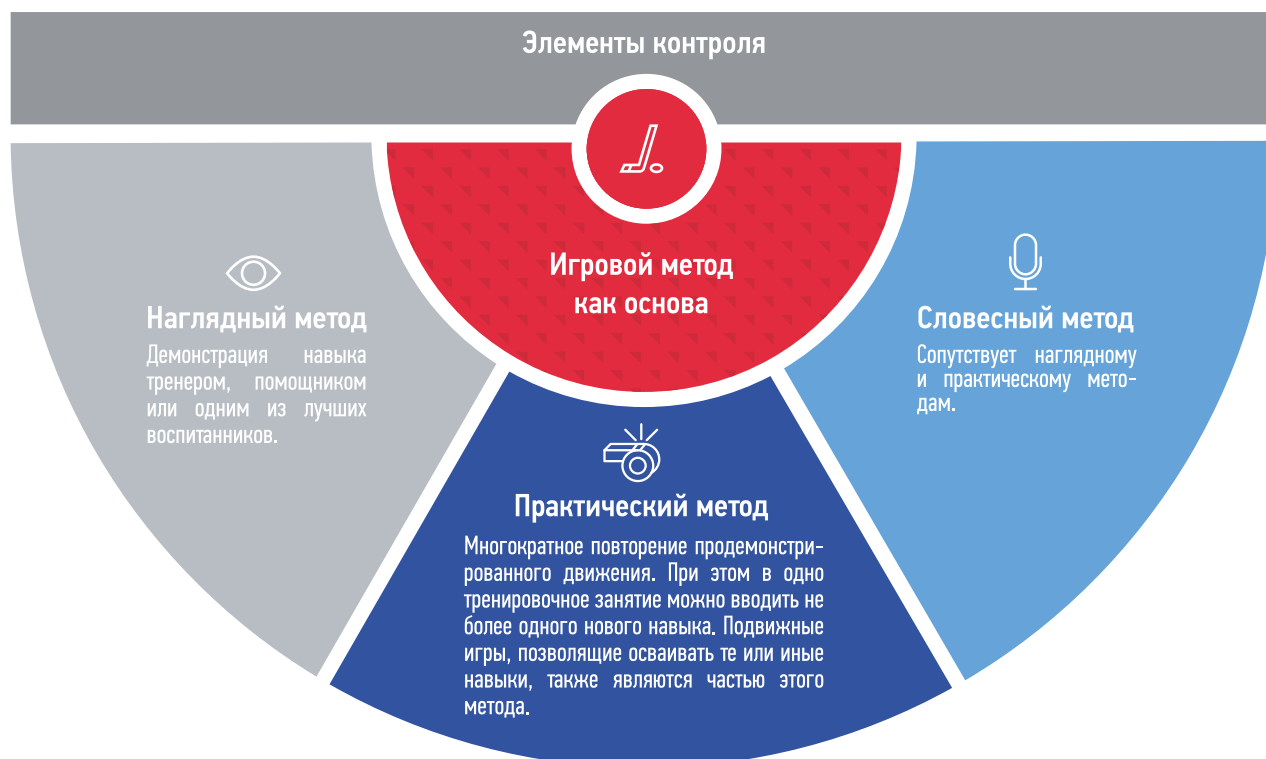 Элементы контроля
Игровой метод
как основа
Наглядный метод
Демонстрация навыка
тренером, помощником
или одним из лучших
воспитанников.
Практический метод
Многократное повторение продемонстри-
рованного движения. При этом в одно
тренировочное занятие можно вводить не
более одного нового навыка. Подвижные
игры, позволящие осваивать те или иные
навыки, также являются частью этого
метода.
Словесный метод
Сопутствует наглядному
и практическому мето-
дам.